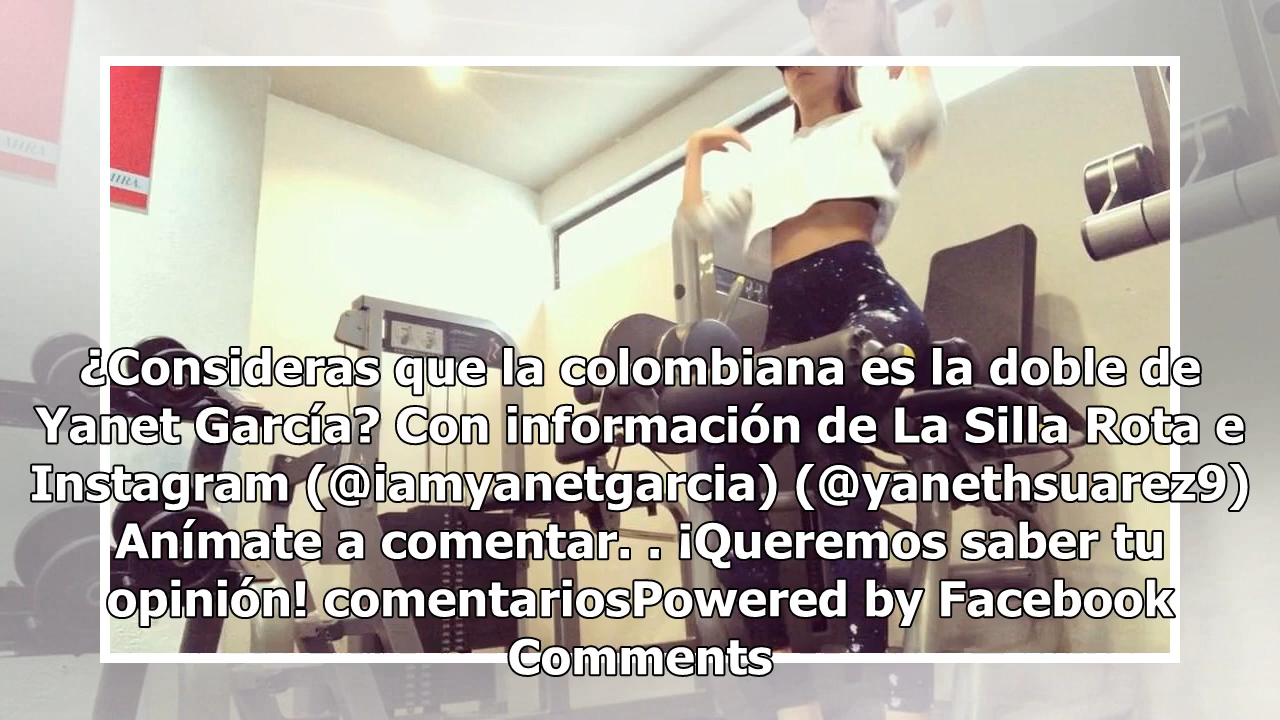 ¿Consideras que la colombiana es la doble de
Yanet García? Con información de La Silla Rota e
Instagram (@iamyanetgarcia) (@yanethsuarez9)
Anímate a comentar. . ¡Queremos saber tu
opinión! comentariosPowered by Facebook
Comments